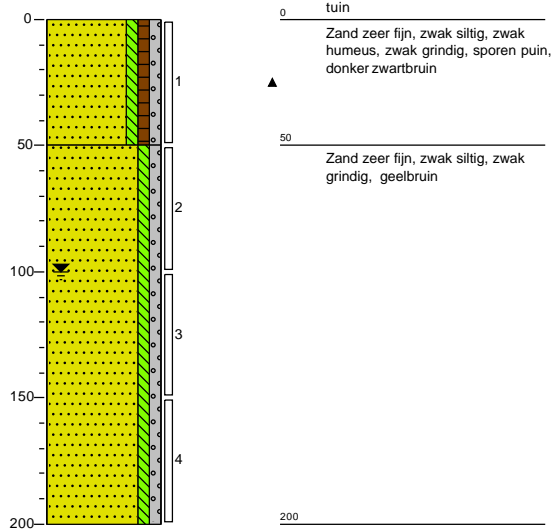 tuin
0
0
Zand zeer fijn, zwak siltig, zwak
humeus, zwak grindig, sporen puin,
donker zwartbruin
1
50
50
Zand zeer fijn, zwak siltig, zwak
grindig, geelbruin
2
100
3
150
4
200
200